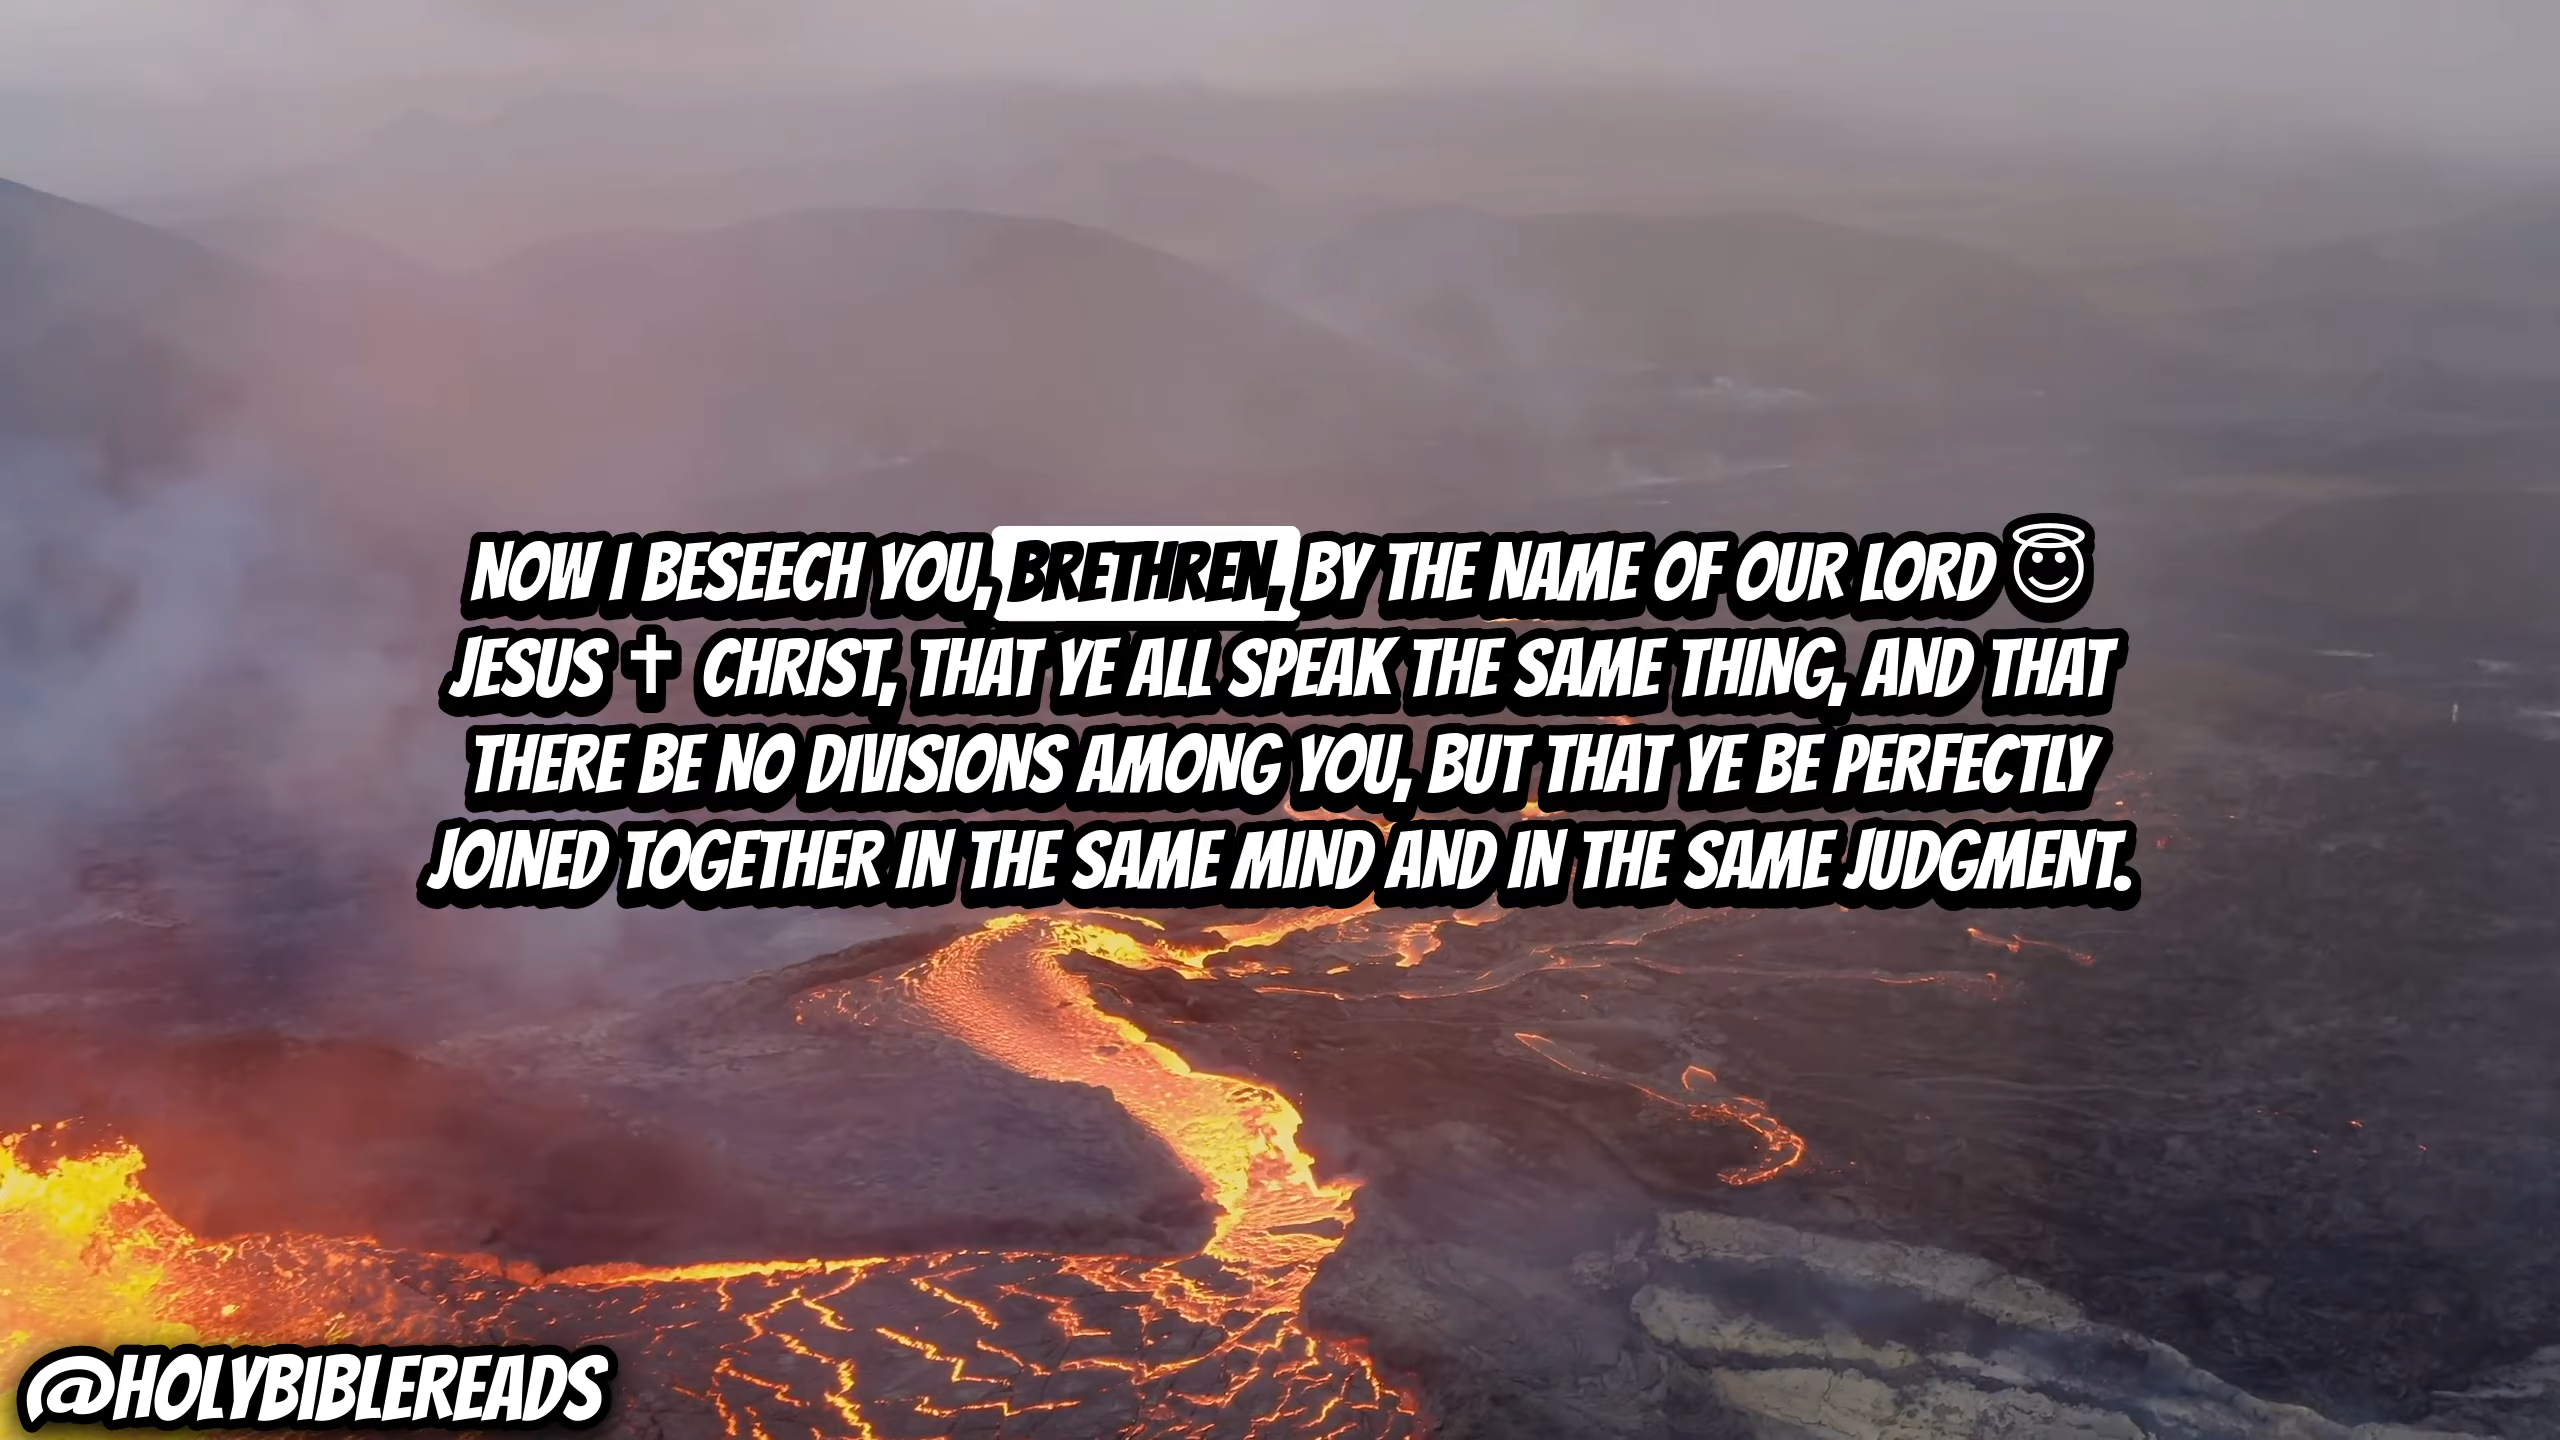 NOW I BESEECH YOU, BRETHREN, BY THE NAME OF OUR LORD 😇
JESUS ✝ CHRIST, THAT YE ALL SPEAK THE SAME THING, AND THAT
THERE BE NO DIVISIONS AMONG YOU, BUT THAT YE BE PERFECTLY
JOINED TOGETHER IN THE SAME MIND AND IN THE SAME JUDGMENT.
@HOLYBIBLEREADS